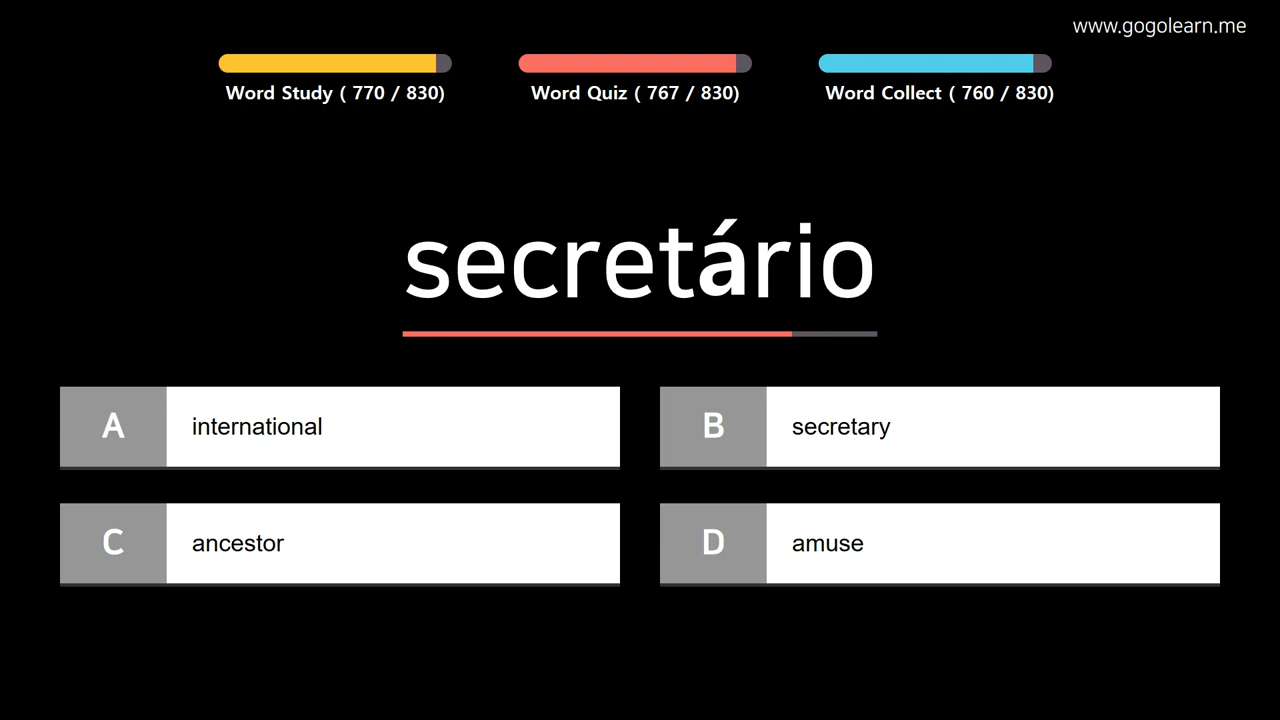 www.gogolearn.me
Word Study ( 770 / 830)
Word Quiz ( 767 / 830)
Word Collect ( 760 / 830)
secretário
A international
B secretary
C ancestor
D amuse